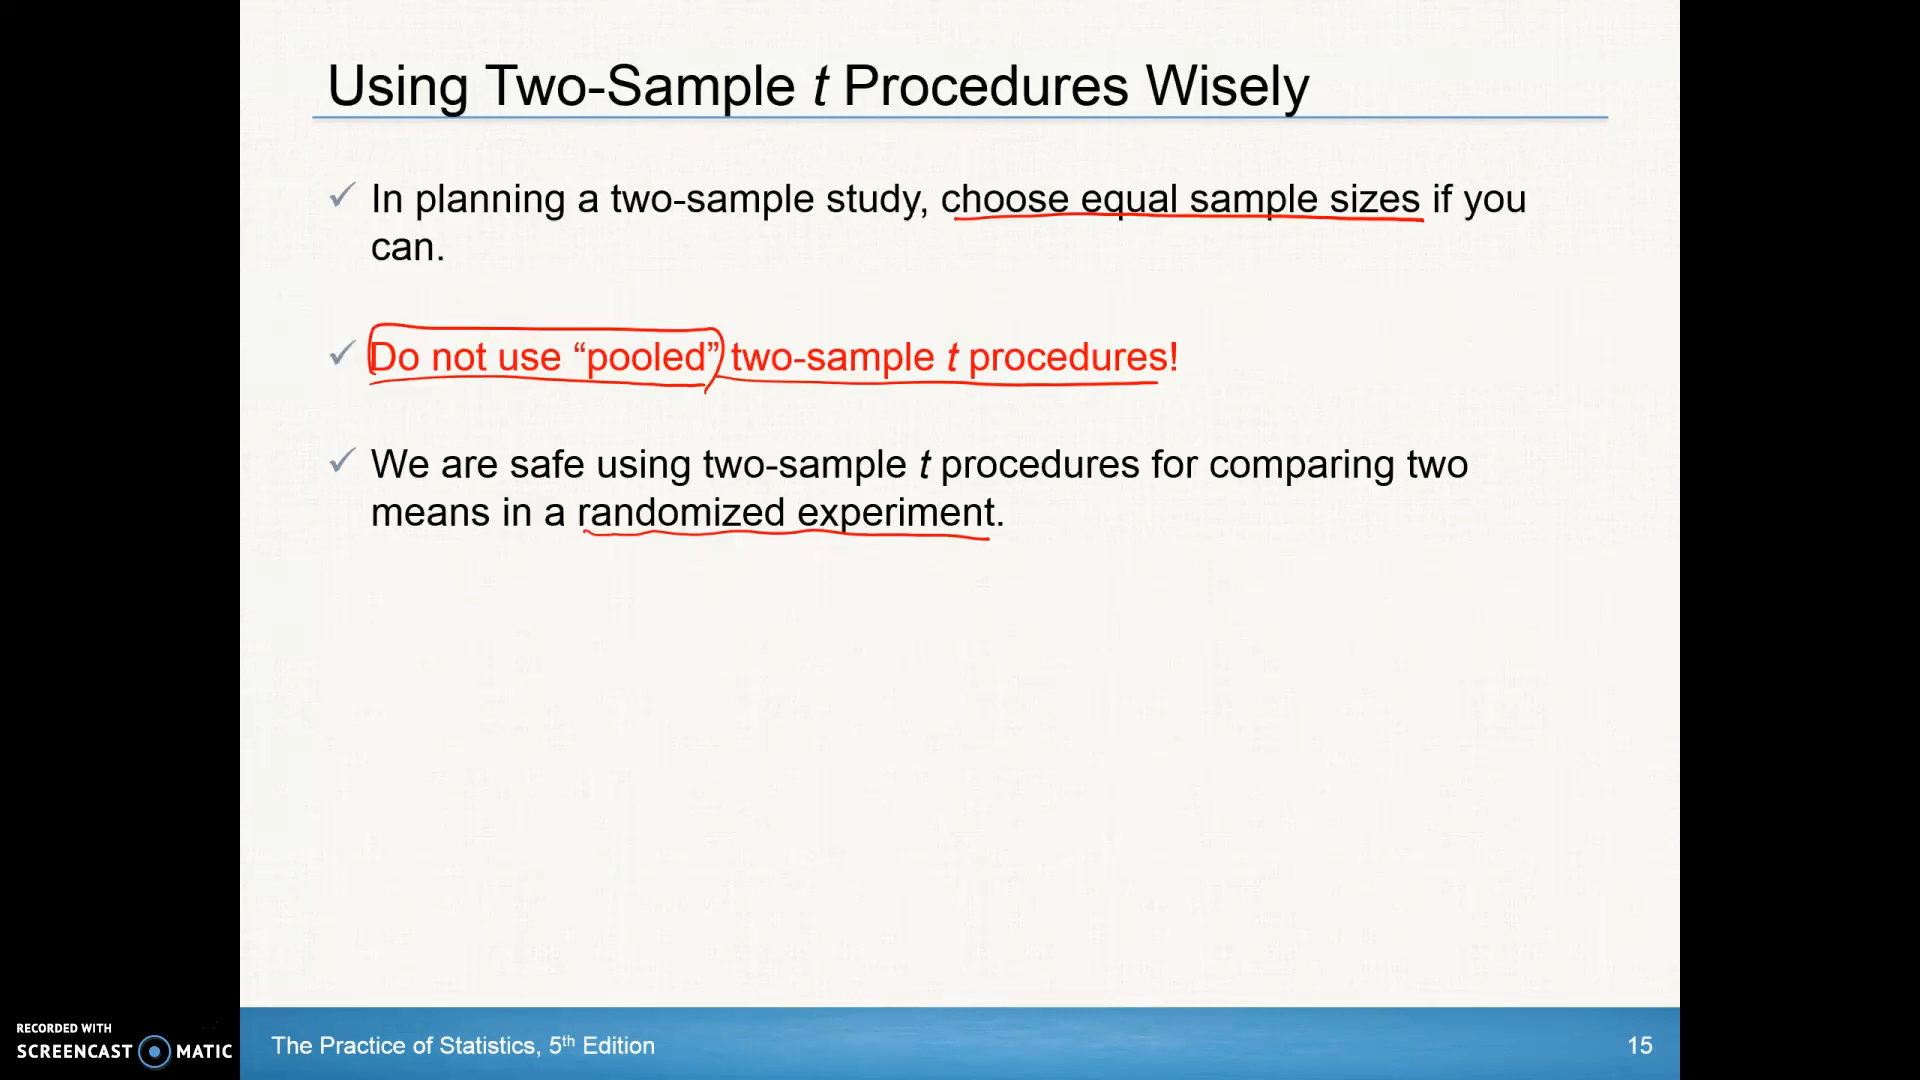 Using Two-Sample t Procedures Wisely
✓ In planning a two-sample study, choose equal sample sizes if you
can.
✓ Do not use “pooled” two-sample t procedures!
✓ We are safe using two-sample t procedures for comparing two
means in a randomized experiment.
RECORDED WITH
SCREENCAST MATIC
The Practice of Statistics, 5th Edition
15